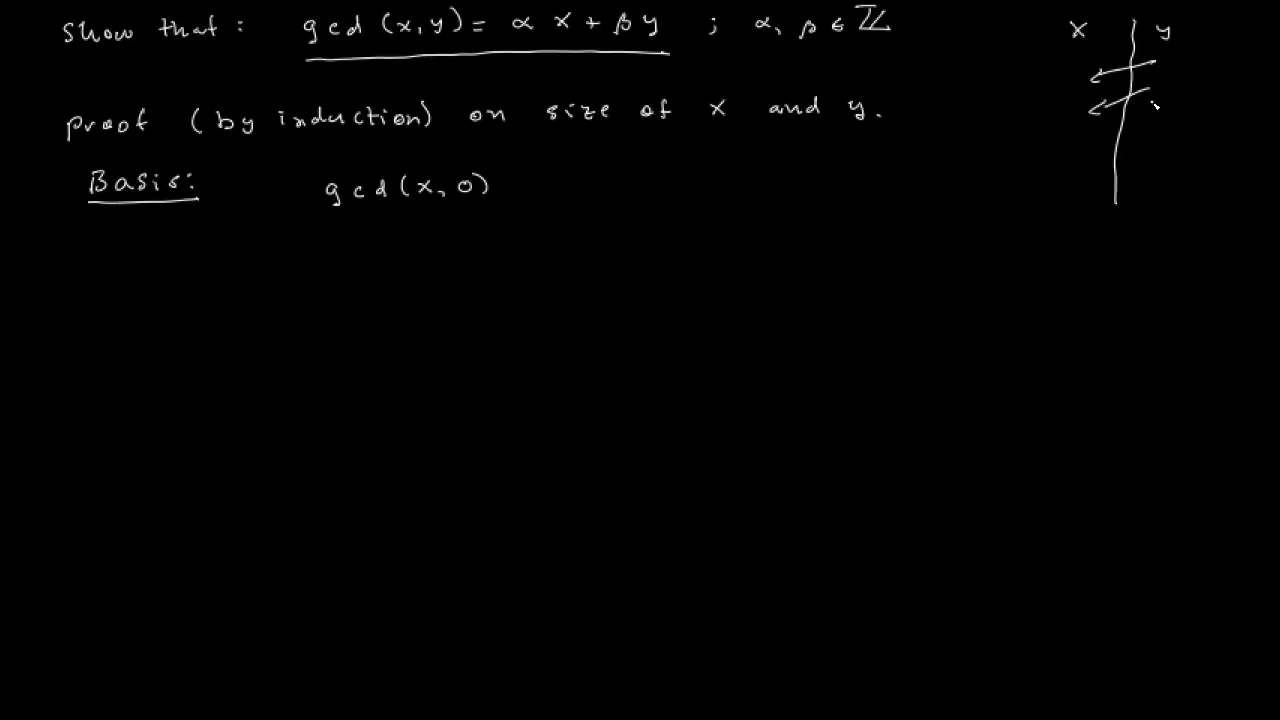 show that: gcd (x, y) = α x + β y ; α, β ∈ ℤ
x y
proof (by induction) on size of x and y.
Basis: gcd(x, 0)